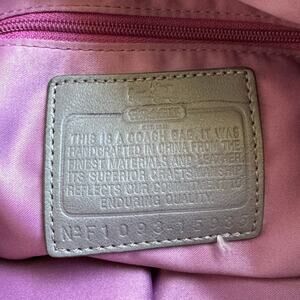 COACH
THIS IS A COACH BAG. IT WAS
HANDCRAFTED IN CHINA FROM THE
FINEST MATERIALS AND LEATHER.
ITS SUPERIOR CRAFTSMANSHIP
REFLECTS OUR COMMITMENT TO
ENDURING QUALITY.